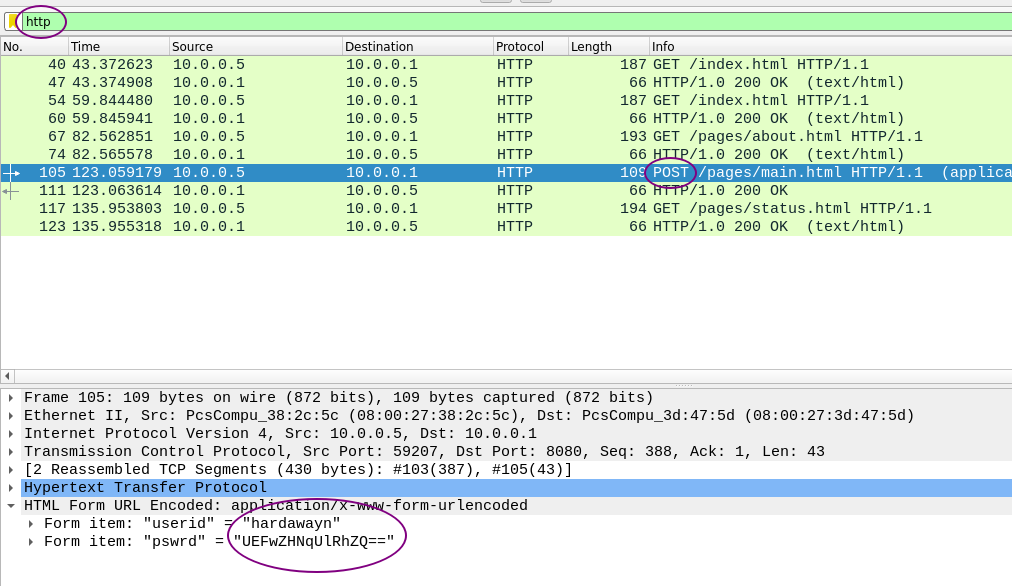 http
No. Time Source Destination Protocol Length Info
40 43.372623 10.0.0.5 10.0.0.1 HTTP 187 GET /index.html HTTP/1.1
47 43.374908 10.0.0.1 10.0.0.5 HTTP 66 HTTP/1.0 200 OK (text/html)
54 59.844480 10.0.0.5 10.0.0.1 HTTP 187 GET /index.html HTTP/1.1
60 59.845941 10.0.0.1 10.0.0.5 HTTP 66 HTTP/1.0 200 OK (text/html)
67 82.562851 10.0.0.5 10.0.0.1 HTTP 193 GET /pages/about.html HTTP/1.1
74 82.565578 10.0.0.1 10.0.0.5 HTTP 66 HTTP/1.0 200 OK (text/html)
105 123.059179 10.0.0.5 10.0.0.1 HTTP 109 POST /pages/main.html HTTP/1.1 (applica
111 123.063614 10.0.0.1 10.0.0.5 HTTP 66 HTTP/1.0 200 OK
117 135.953803 10.0.0.5 10.0.0.1 HTTP 194 GET /pages/status.html HTTP/1.1
123 135.955318 10.0.0.1 10.0.0.5 HTTP 66 HTTP/1.0 200 OK (text/html)
Frame 105: 109 bytes on wire (872 bits), 109 bytes captured (872 bits)
Ethernet II, Src: PcsCompu_38:2c:5c (08:00:27:38:2c:5c), Dst: PcsCompu_3d:47:5d (08:00:27:3d:47:5d)
Internet Protocol Version 4, Src: 10.0.0.5, Dst: 10.0.0.1
Transmission Control Protocol, Src Port: 59207, Dst Port: 8080, Seq: 388, Ack: 1, Len: 43
[2 Reassembled TCP Segments (430 bytes): #103(387), #105(43)]
Hypertext Transfer Protocol
HTML Form URL Encoded: application/x-www-form-urlencoded
Form item: "userid" = "hardawayn"
Form item: "pswrd" = "UEFwZHNqUlRhZQ=="